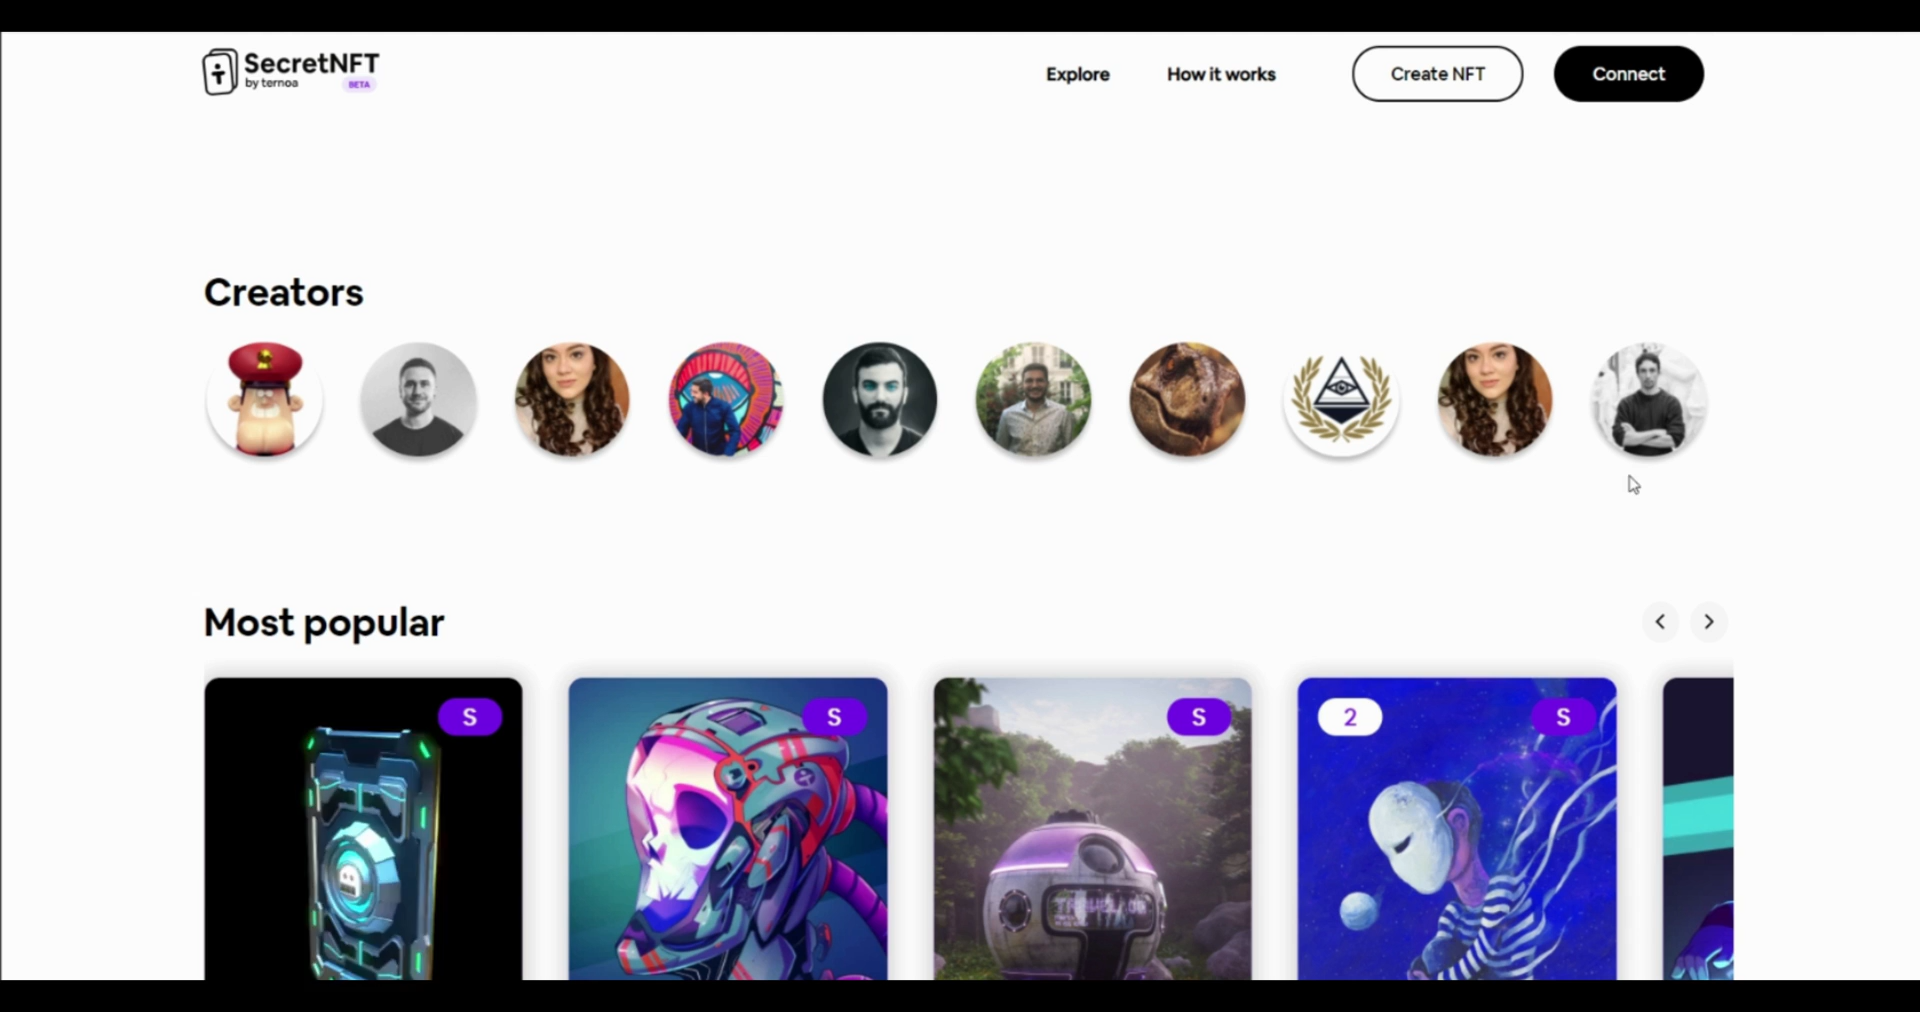 SecretNFT
by ternoa
BETA
Explore
How it works
Create NFT
Connect
Creators
Most popular
S
S
S
2
S